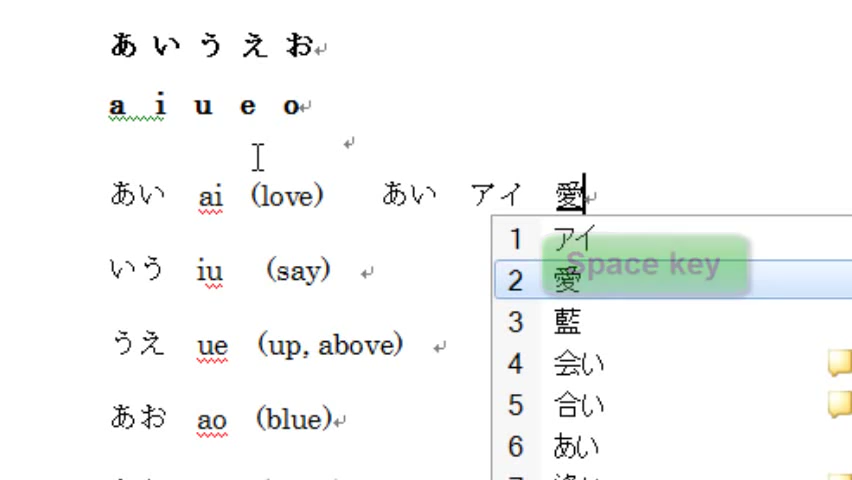 あ い う え お
a i u e o
あい ai (love) あい アイ 愛
いう iu (say)
うえ ue (up, above)
あお ao (blue)
1 アイ
Space key
2 愛
3 藍
4 会い
5 合い
6 あい